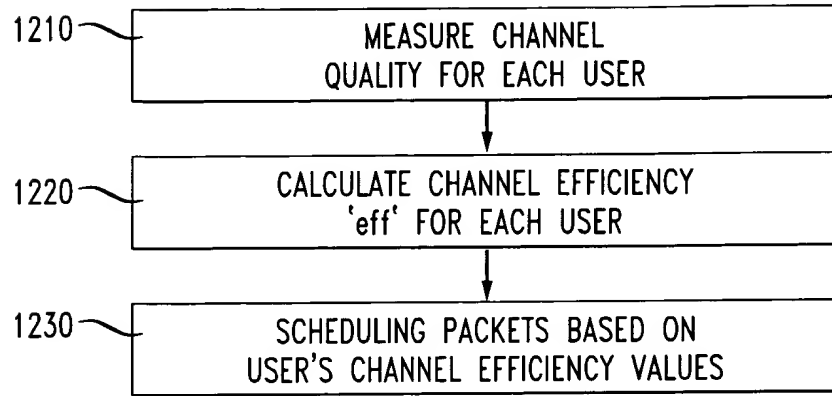 1210
MEASURE CHANNEL
QUALITY FOR EACH USER
1220
CALCULATE CHANNEL EFFICIENCY
'eff' FOR EACH USER
1230
SCHEDULING PACKETS BASED ON
USER'S CHANNEL EFFICIENCY VALUES